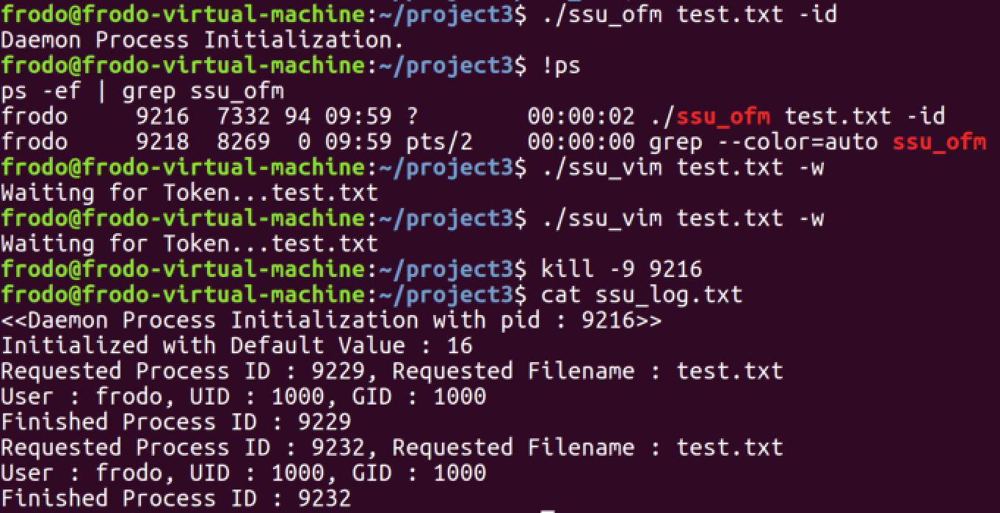 frodo@frodo-virtual-machine:~/project3$ ./ssu_ofm test.txt -id
Daemon Process Initialization.
frodo@frodo-virtual-machine:~/project3$ !ps
ps -ef | grep ssu_ofm
frodo     9216  7332 94 09:59 ?        00:00:02 ./ssu_ofm test.txt -id
frodo     9218  8269  0 09:59 pts/2    00:00:00 grep --color=auto ssu_ofm
frodo@frodo-virtual-machine:~/project3$ ./ssu_vim test.txt -w
Waiting for Token...test.txt
frodo@frodo-virtual-machine:~/project3$ ./ssu_vim test.txt -w
Waiting for Token...test.txt
frodo@frodo-virtual-machine:~/project3$ kill -9 9216
frodo@frodo-virtual-machine:~/project3$ cat ssu_log.txt
<<Daemon Process Initialization with pid : 9216>>
Initialized with Default Value : 16
Requested Process ID : 9229, Requested Filename : test.txt
User : frodo, UID : 1000, GID : 1000
Finished Process ID : 9229
Requested Process ID : 9232, Requested Filename : test.txt
User : frodo, UID : 1000, GID : 1000
Finished Process ID : 9232